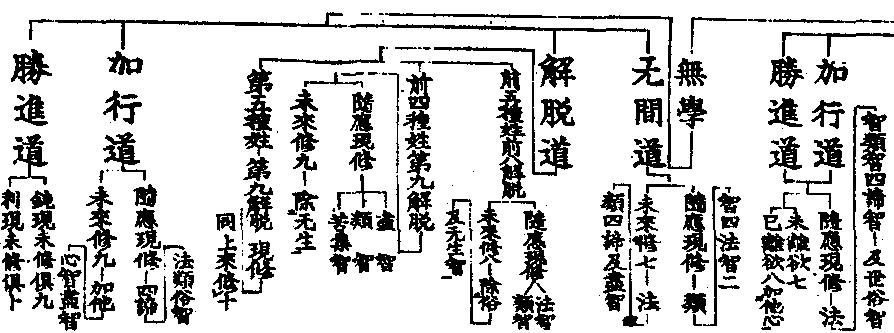 智類智四諦智─及世俗智
加行道
隨應現修─法
勝進道
未離欲七
已離欲八加他心
無學
智四法智二
无間道
隨應現修─類
未來修七─法
類四諦及盡智
解脱道
前五種姓前八解脱
隨應現修
法智
類智
未來修八─除俗
及无生智
前四種姓第九解脱
隨應現修
盡智
類智
苦集智
未來修九─除无生
第五種姓─第九解脱
現修
同上來修─十
加行道
隨應現修─四諦
法類俗智
未來修九─加他
心智盡智
勝進道
鈍現未修俱九
利現未修俱十